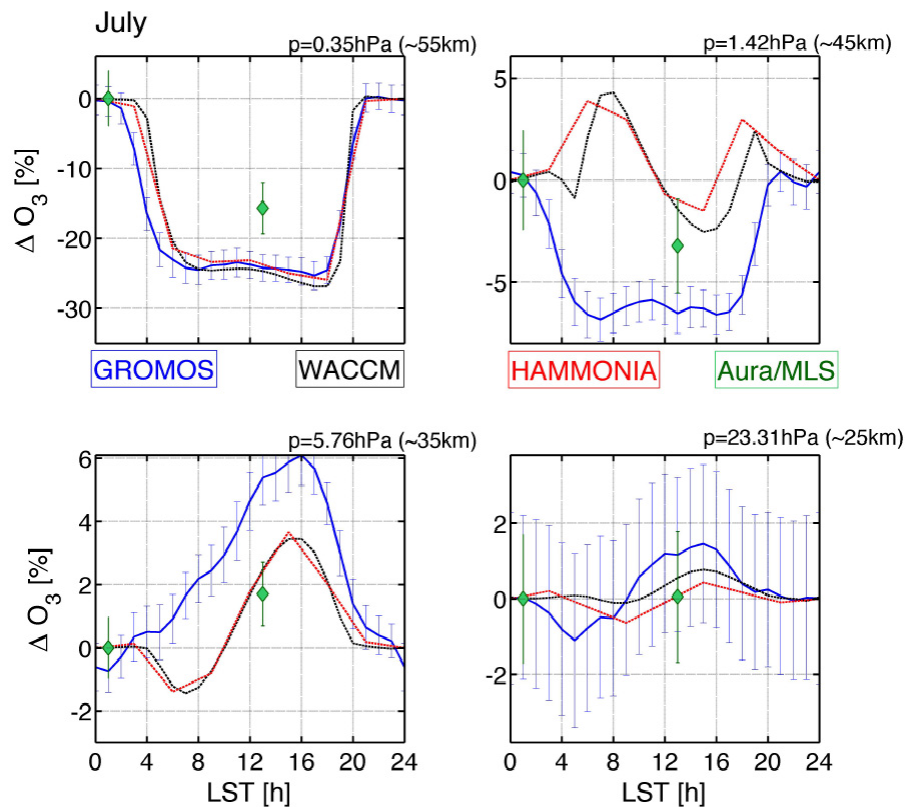 July
p=0.35hPa (~55km)
0
-10
-20
-30
Δ O3 [%]
p=1.42hPa (~45km)
5
0
-5
GROMOS
WACCM
HAMMONIA
Aura/MLS
p=5.76hPa (~35km)
6
4
2
0
-2
Δ O3 [%]
0 4 8 12 16 20 24
LST [h]
p=23.31hPa (~25km)
2
0
-2
0 4 8 12 16 20 24
LST [h]